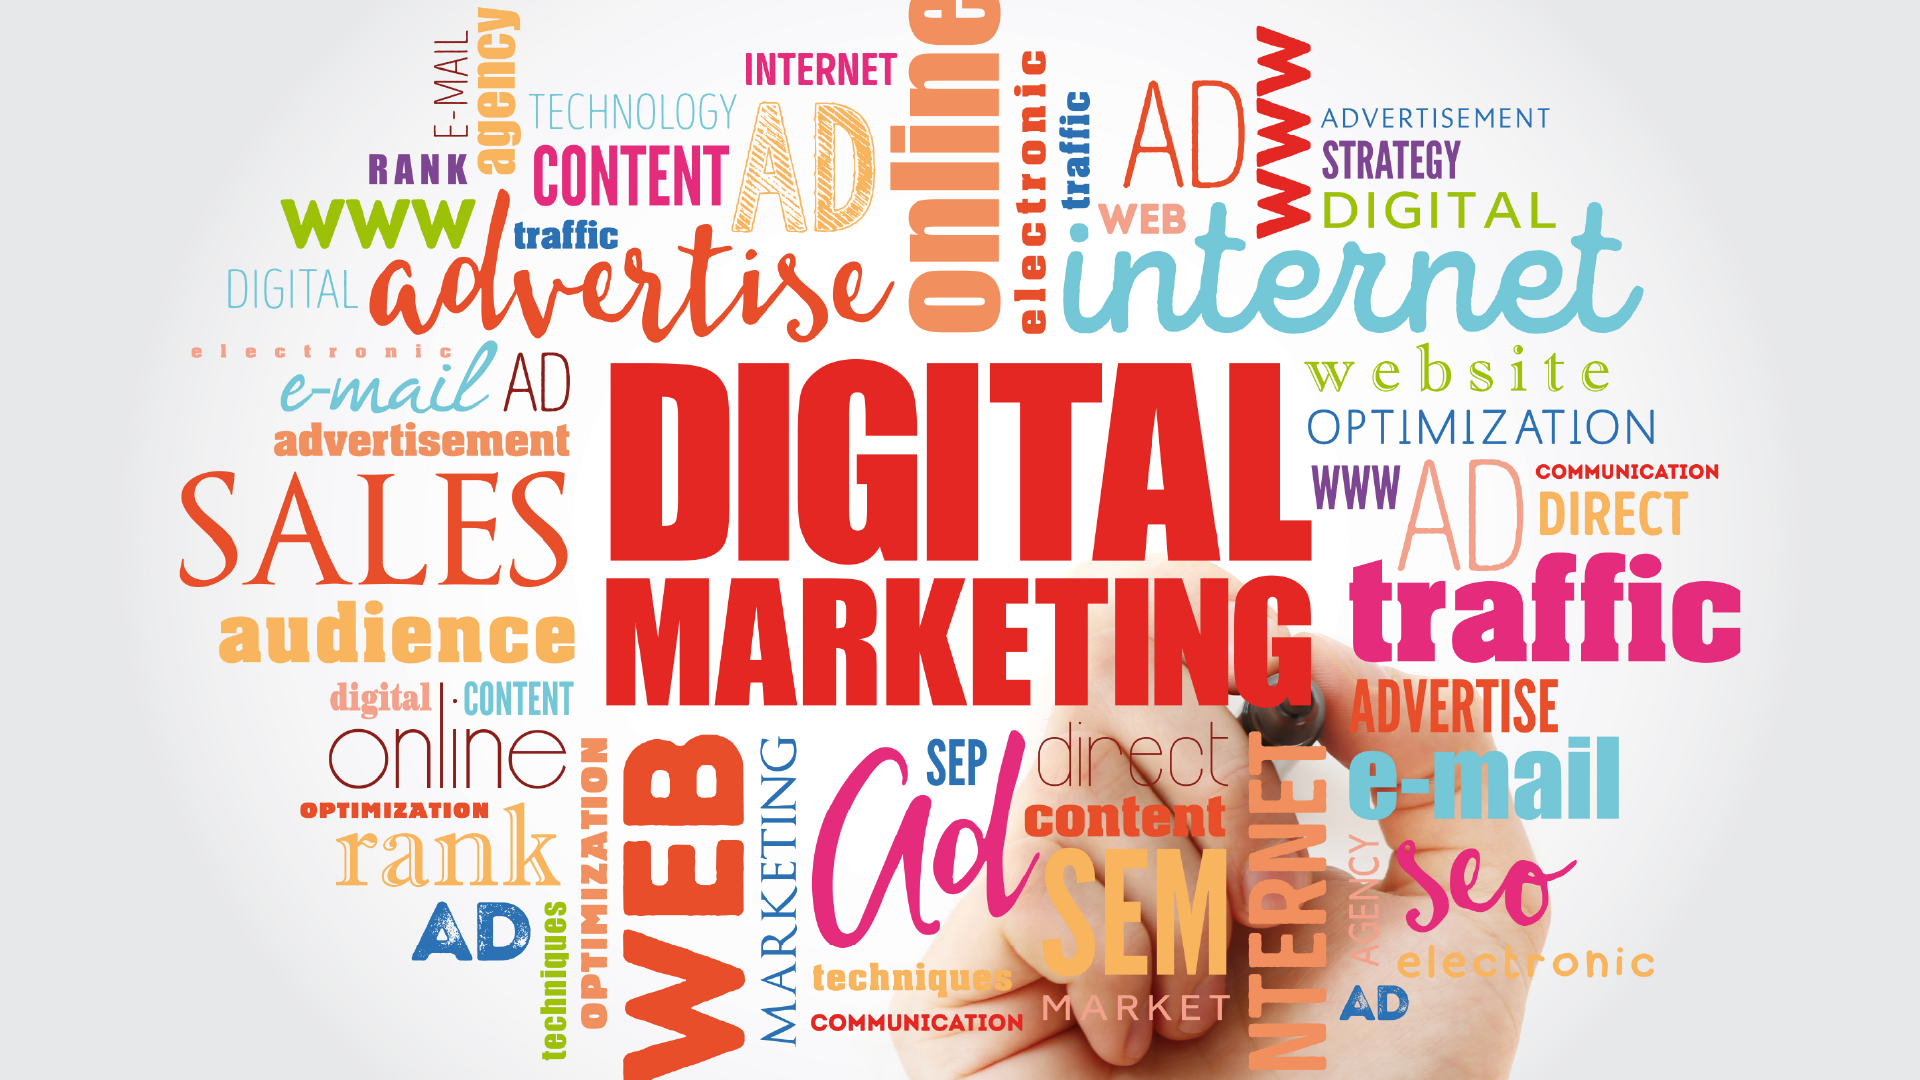 E-MAIL
agency
INTERNET
online
TECHNOLOGY
AD
electronic
traffic
AD
WWW
ADVERTISEMENT
RANK
CONTENT
STRATEGY
WWW
traffic
WEB
DIGITAL
DIGITAL
advertise
internet
electronic
e-mail
AD
DIGITAL
website
advertisement
OPTIMIZATION
SALES
WWW
AD
COMMUNICATION
DIRECT
audience
MARKETING
traffic
digital
CONTENT
ADVERTISE
online
WEB
MARKETING
ad
SEP
direct
INTERNET
e-mail
OPTIMIZATION
OPTIMIZATION
content
rank
SEM
AGENCY
seo
AD
techniques
techniques
electronic
COMMUNICATION
MARKET
AD